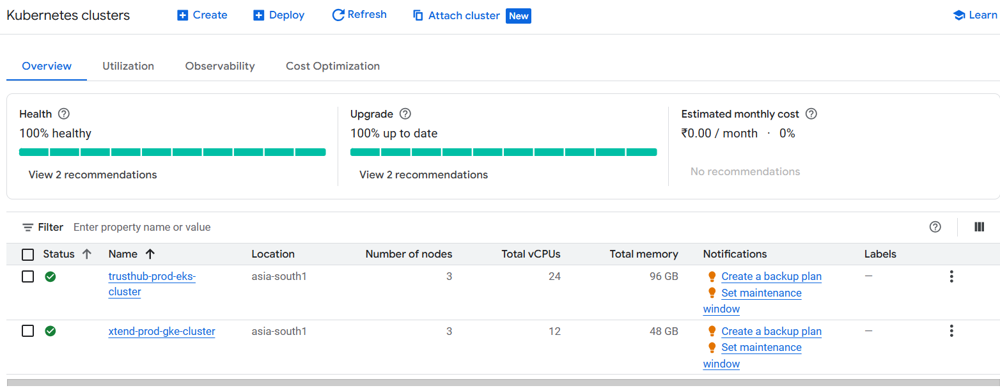 Kubernetes clusters Create Deploy Refresh Attach cluster New Learn
Overview Utilization Observability Cost Optimization
Health Upgrade Estimated monthly cost
100% healthy 100% up to date ₹0.00 / month · 0%
View 2 recommendations View 2 recommendations No recommendations
Filter Enter property name or value
Status Name Location Number of nodes Total vCPUs Total memory Notifications Labels
trusthub-prod-eks- asia-south1 3 24 96 GB Create a backup plan —
cluster Set maintenance
window
xtend-prod-gke-cluster asia-south1 3 12 48 GB Create a backup plan —
Set maintenance
window